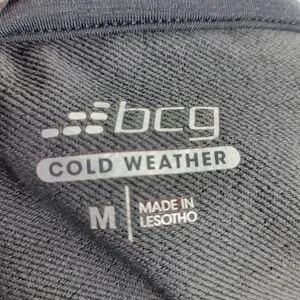 bcg
COLD WEATHER
M | MADE IN
LESOTHO